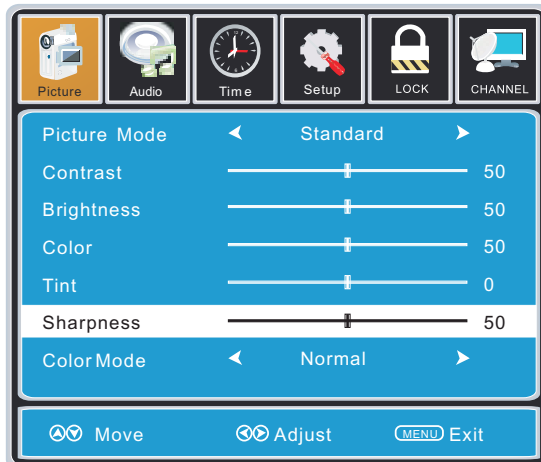 Picture Audio Time Setup LOCK CHANNEL
Picture Mode Standard
Contrast 50
Brightness 50
Color 50
Tint 0
Sharpness 50
Color Mode Normal
Move Adjust MENU Exit